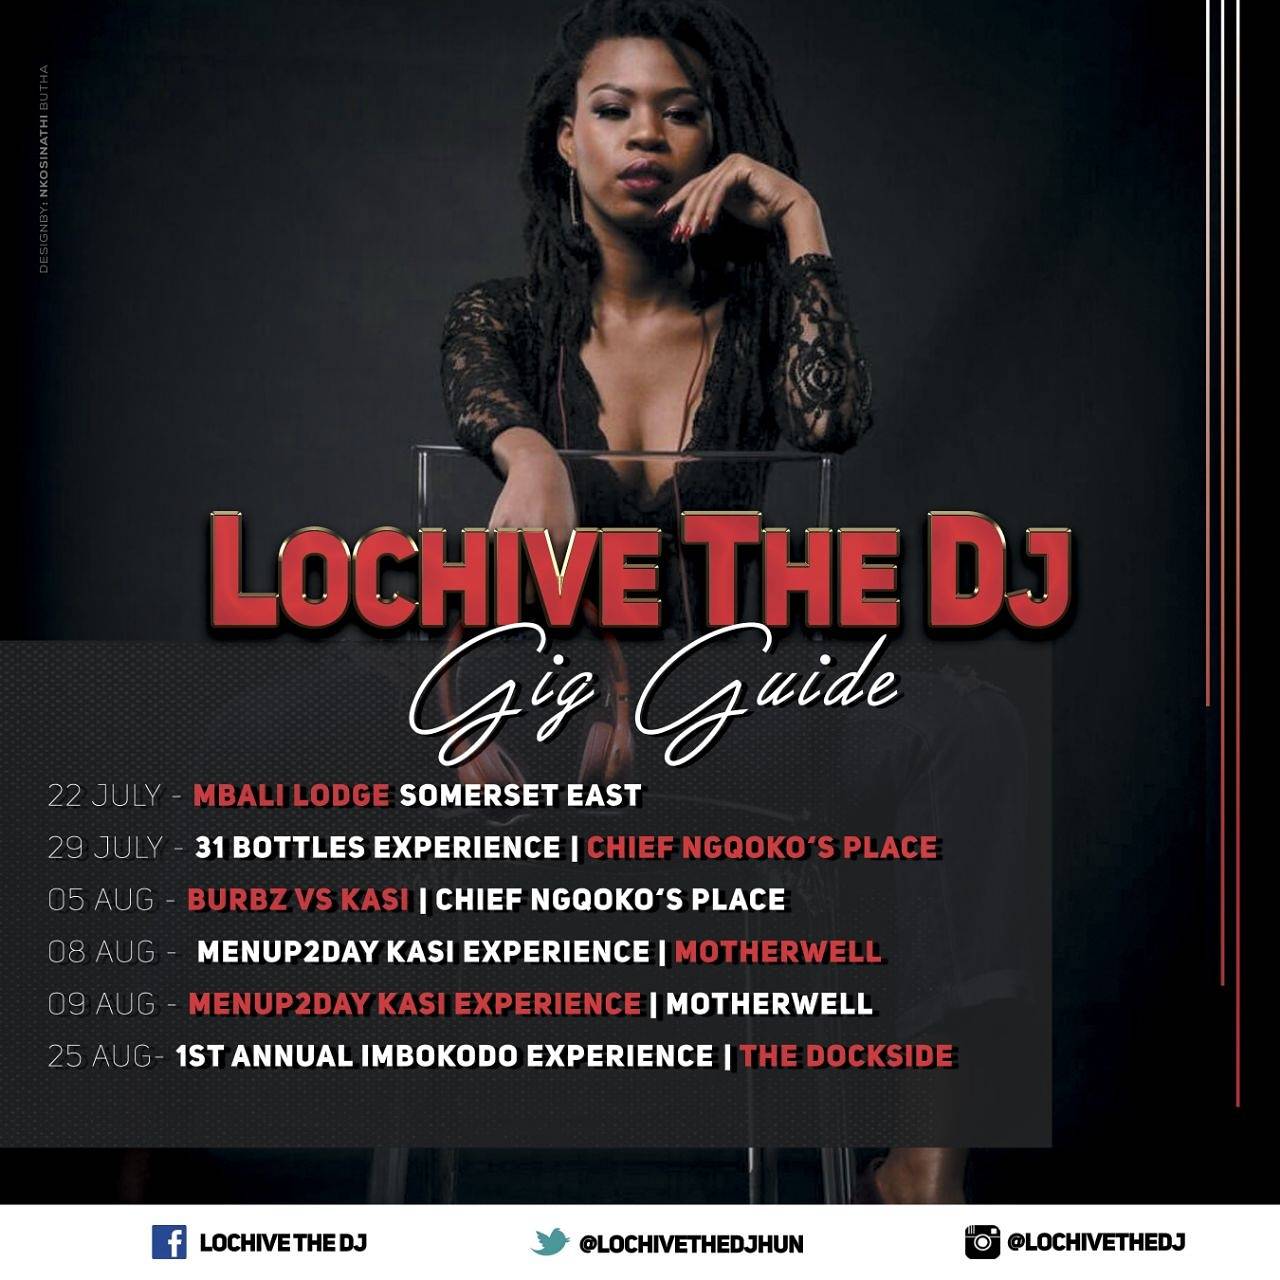 DESIGNBY: NKOSINATHI BUTHA
LOCHIVE THE DJ
Gig Guide
22 JULY - MBALI LODGE SOMERSET EAST
29 JULY - 31 BOTTLES EXPERIENCE | CHIEF NGQOKO'S PLACE
05 AUG - BURBZ VS KASI | CHIEF NGQOKO'S PLACE
08 AUG - MENUP2DAY KASI EXPERIENCE | MOTHERWELL
09 AUG - MENUP2DAY KASI EXPERIENCE | MOTHERWELL
25 AUG- 1ST ANNUAL IMBOKODO EXPERIENCE | THE DOCKSIDE
LOCHIVE THE DJ
@LOCHIVETHEDJHUN
@LOCHIVETHEDJ